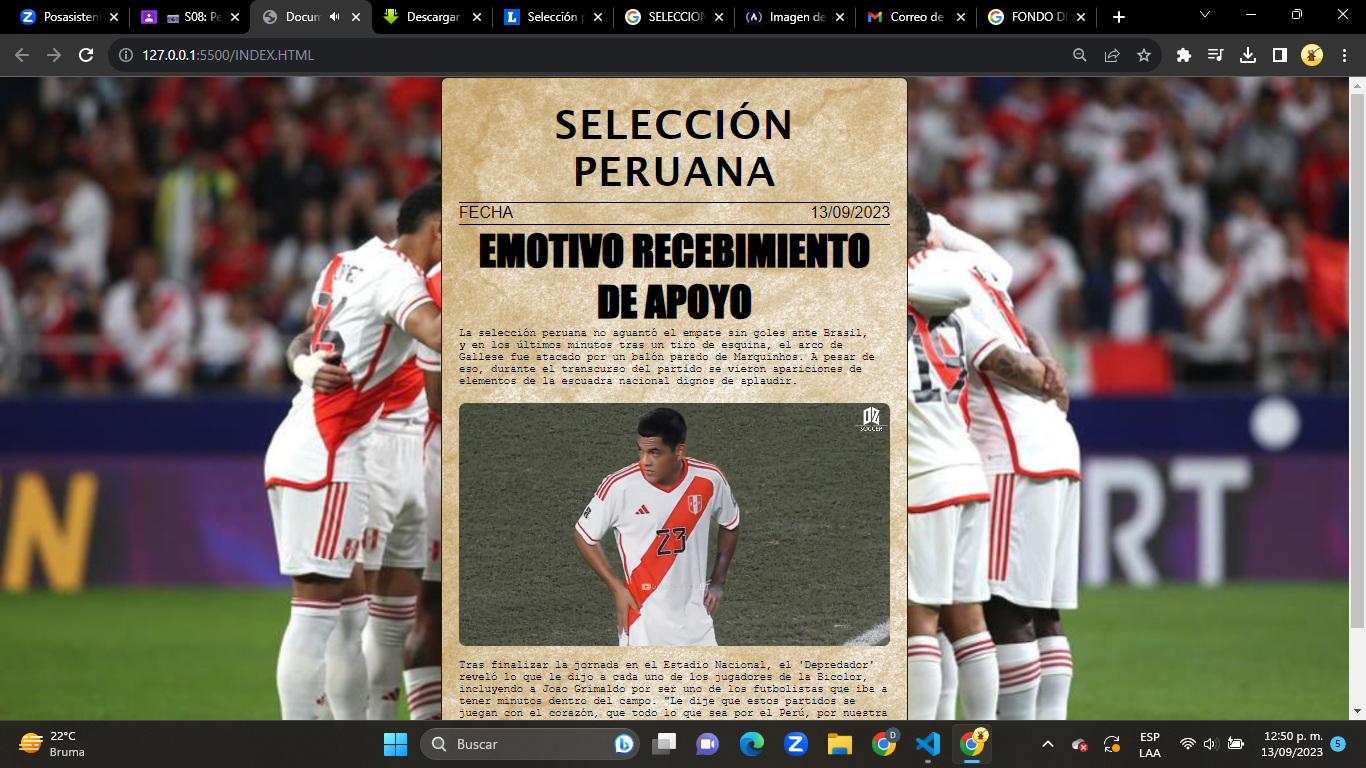 Posasisten
S08: Pe
Docun
Descargar
Selección p
SELECCION
Imagen de
Correo de
FONDO DE
127.0.0.1:5500/INDEX.HTML
SELECCIÓN
PERUANA
FECHA 13/09/2023
EMOTIVO RECEBIMIENTO
DE APOYO
La selección peruana no aguantó el empate sin goles ante Brasil,
y en los últimos minutos tras un tiro de esquina, el arco de
Gallese fue atacado por un balón parado de Marquinhos. A pesar de
eso, durante el transcurso del partido se vieron apariciones de
elementos de la escuadra nacional dignos de aplaudir.
SOCCER
23
Tras finalizar la jornada en el Estadio Nacional, el 'Depredador'
reveló lo que le dijo a cada uno de los jugadores de la Bicolor,
incluyendo a Joao Grimaldo por ser uno de los futbolistas que iba a
tener minutos dentro del campo. "Le dije que estos partidos se
juegan con el corazón, que todo lo que sea por el Perú, por nuestra
N
RT
19
22°C
Bruma
Buscar
D
ESP
LAA
12:50 p. m.
13/09/2023
5